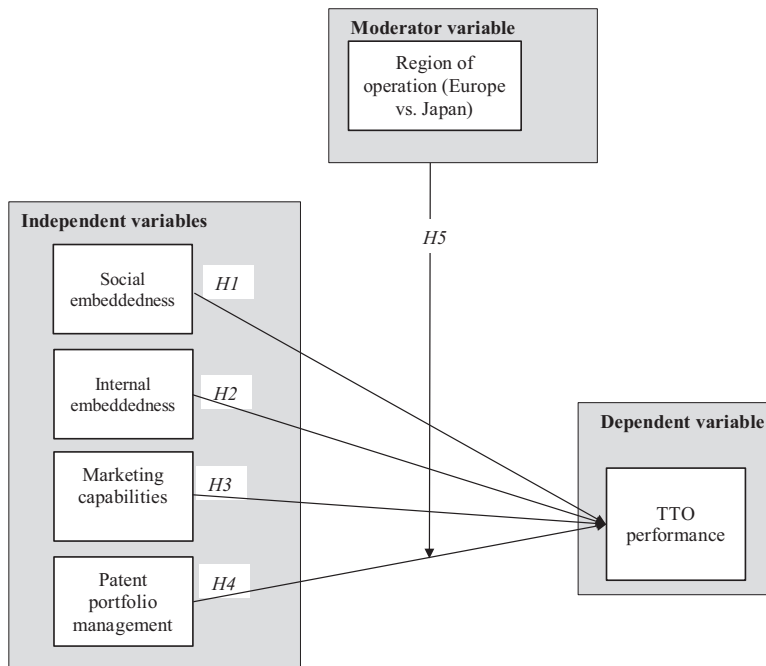 Moderator variable
Region of
operation (Europe
vs. Japan)
H5
Independent variables
Social
embeddedness
H1
Internal
embeddedness
H2
Marketing
capabilities
H3
Patent
portfolio
management
H4
Dependent variable
TTO
performance